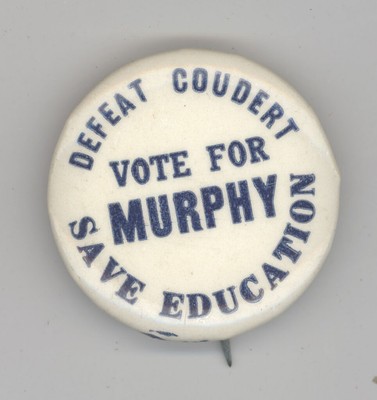 DEFEAT COUDERT
VOTE FOR
MURPHY
SAVE EDUCATION